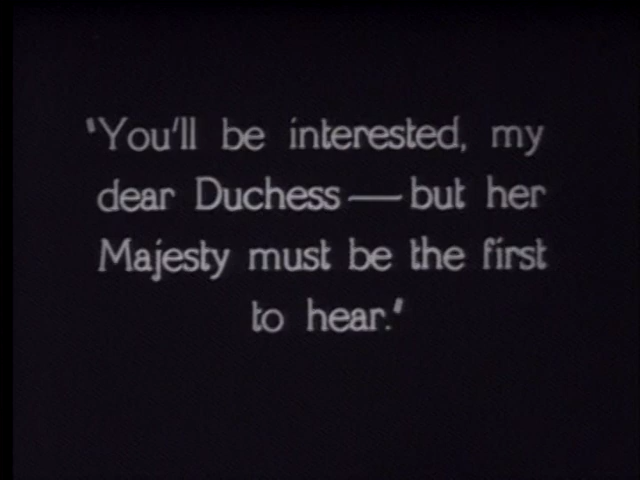 "You'll be interested, my
dear Duchess — but her
Majesty must be the first
to hear."